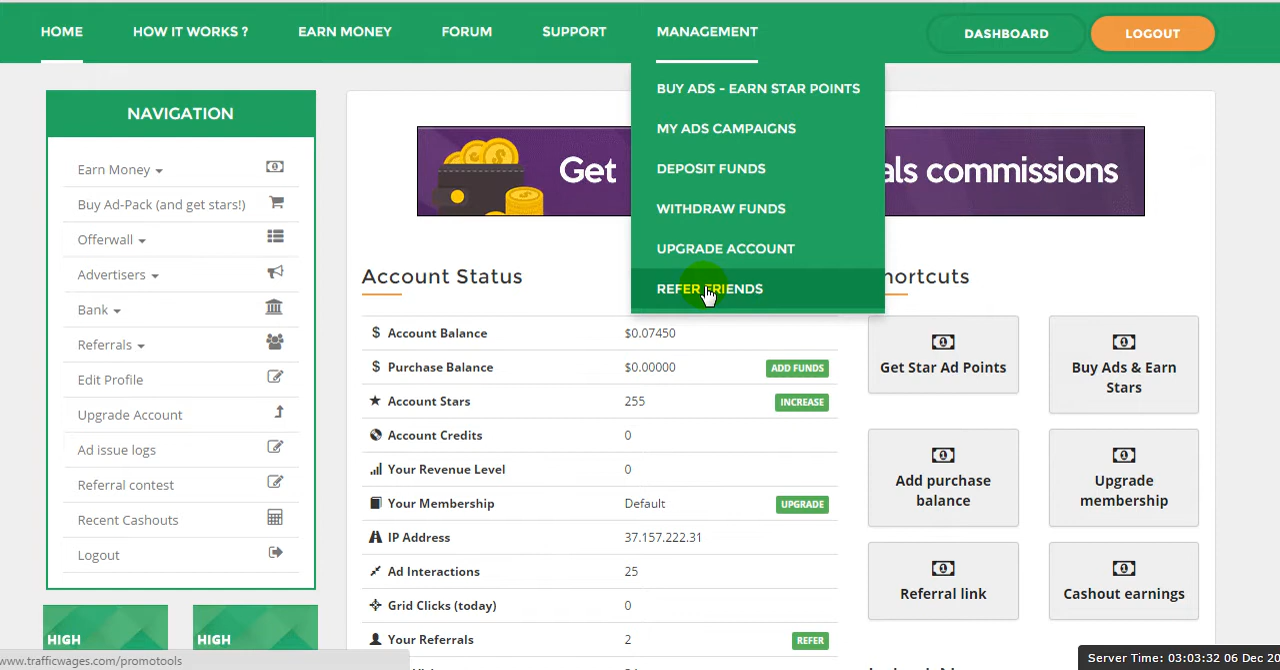 HOME
HOW IT WORKS ?
EARN MONEY
FORUM
SUPPORT
MANAGEMENT
DASHBOARD
LOGOUT
BUY ADS - EARN STAR POINTS
MY ADS CAMPAIGNS
DEPOSIT FUNDS
WITHDRAW FUNDS
UPGRADE ACCOUNT
REFER FRIENDS
NAVIGATION
Earn Money
Buy Ad-Pack (and get stars!)
Offerwall
Advertisers
Bank
Referrals
Edit Profile
Upgrade Account
Ad issue logs
Referral contest
Recent Cashouts
Logout
HIGH
HIGH
Get
als commissions
Account Status
Account Balance $0.07450
Purchase Balance $0.00000 ADD FUNDS
Account Stars 255 INCREASE
Account Credits 0
Your Revenue Level 0
Your Membership Default UPGRADE
IP Address 37.157.222.31
Ad Interactions 25
Grid Clicks (today) 0
Your Referrals 2 REFER
hortcuts
Get Star Ad Points
Buy Ads & Earn
Stars
Add purchase
balance
Upgrade
membership
Referral link
Cashout earnings
www.trafficwages.com/promotools
Server Time: 03:03:32 06 Dec 20